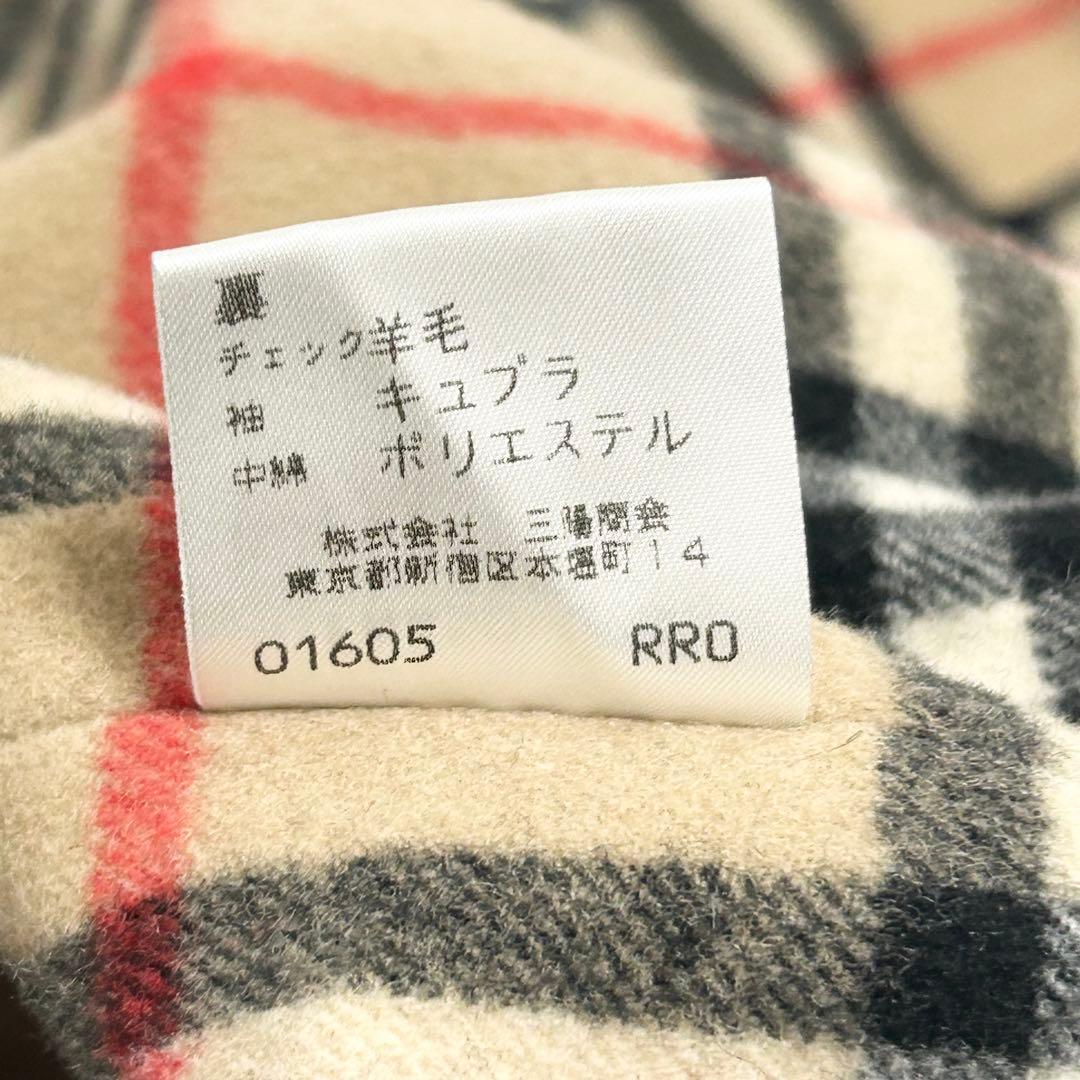 裏
チェック 羊毛
袖 キュプラ
中綿 ポリエステル
株式会社 三陽商会
東京都新宿区本塩町14
01605 RRO